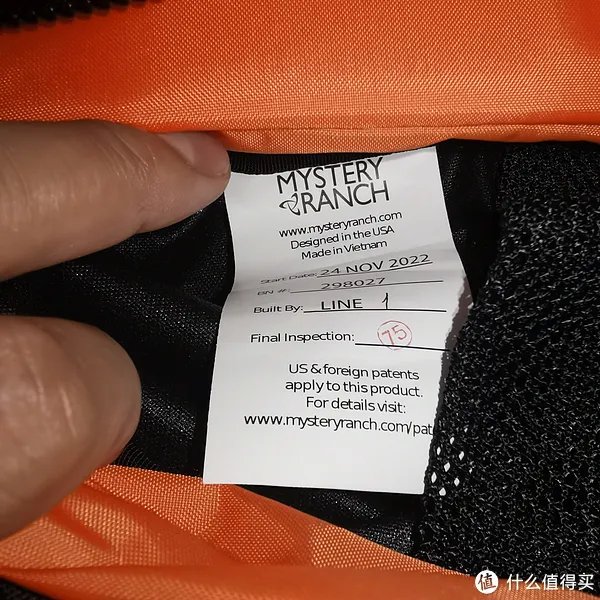 MYSTERY
RANCH
www.mysteryranch.com
Designed in the USA
Made in Vietnam
Start Date: 24 NOV 2022
BN #: 298027
Built By: LINE 1
Final Inspection: 75
US & foreign patents
apply to this product.
For details visit:
www.mysteryranch.com/pat
值 什么值得买